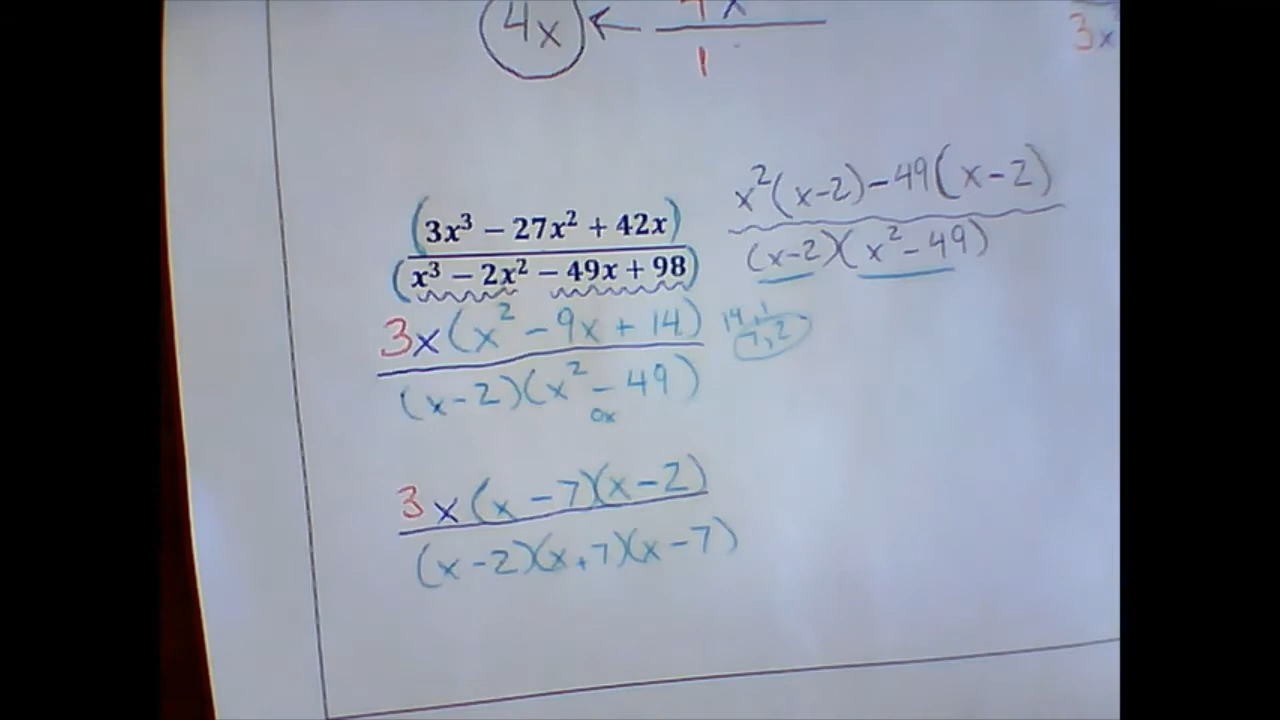 4x ← 4x
1
3x
x²(x-2)-49(x-2)
(x-2)(x²-49)
(3x³ − 27x² + 42x)
(x³ − 2x² − 49x + 98)
3x(x² - 9x + 14)
14, 1
7, 2
(x-2)(x² - 49)
0x
3x(x-7)(x-2)
(x-2)(x+7)(x-7)